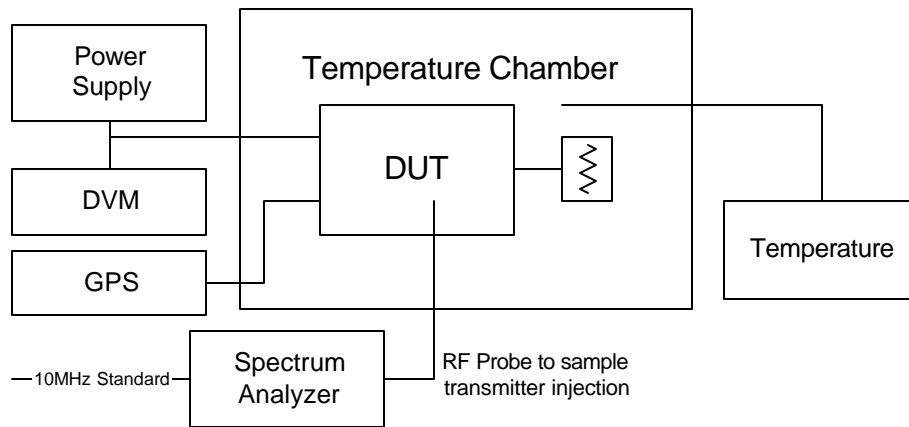 Power
Supply
Temperature Chamber
DUT
DVM
GPS
Temperature
10MHz Standard
Spectrum
Analyzer
RF Probe to sample
transmitter injection